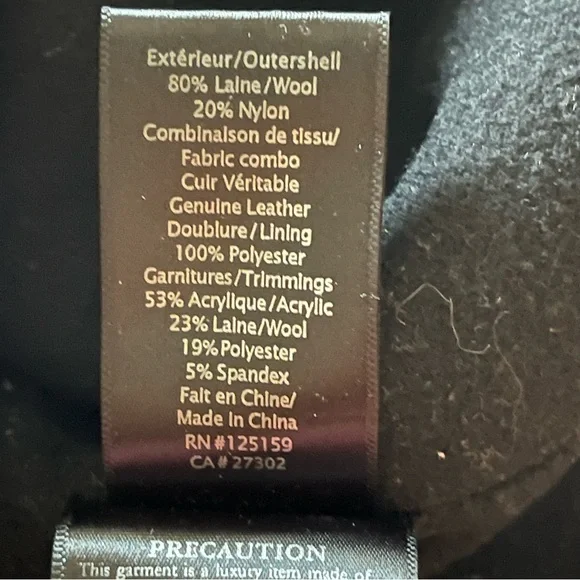 Extérieur/Outershell
80% Laine/Wool
20% Nylon
Combinaison de tissu/
Fabric combo
Cuir Véritable
Genuine Leather
Doublure/Lining
100% Polyester
Garnitures/Trimmings
53% Acrylique/Acrylic
23% Laine/Wool
19%Polyester
5% Spandex
Fait en Chine/
Made in China
RN#125159
CA# 27302
PRECAUTION
This garment is a luxury item made of